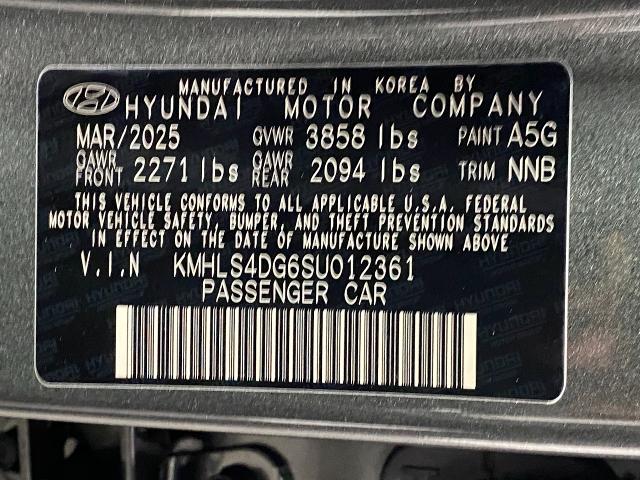 MANUFACTURED IN KOREA BY
HYUNDAI MOTOR COMPANY
MAR/2025 GVWR 3858 lbs PAINT A5G
GAWR FRONT 2271 lbs GAWR REAR 2094 lbs TRIM NNB
THIS VEHICLE CONFORMS TO ALL APPLICABLE U.S.A. FEDERAL
MOTOR VEHICLE SAFETY, BUMPER, AND THEFT PREVENTION STANDARDS
IN EFFECT ON THE DATE OF MANUFACTURE SHOWN ABOVE
V.I.N KMHLS4DG6SU012361
PASSENGER CAR